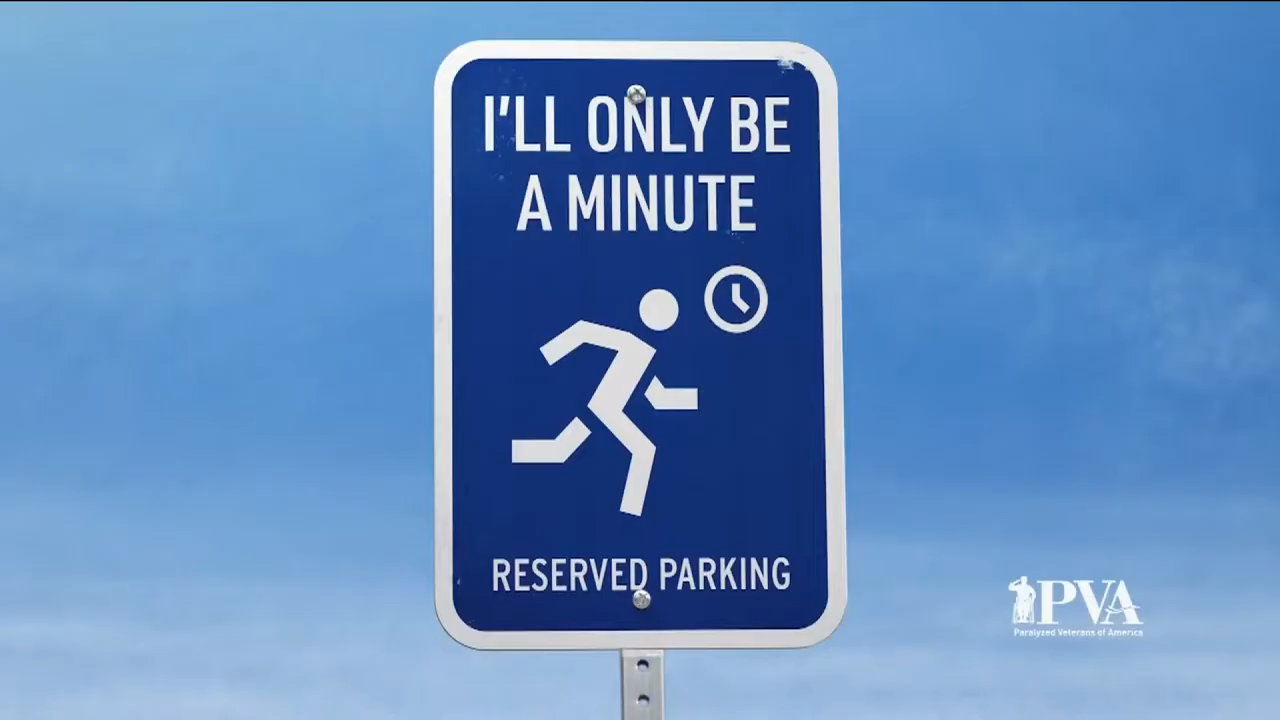 I'LL ONLY BE
A MINUTE
RESERVED PARKING
PVA
Paralyzed Veterans of America